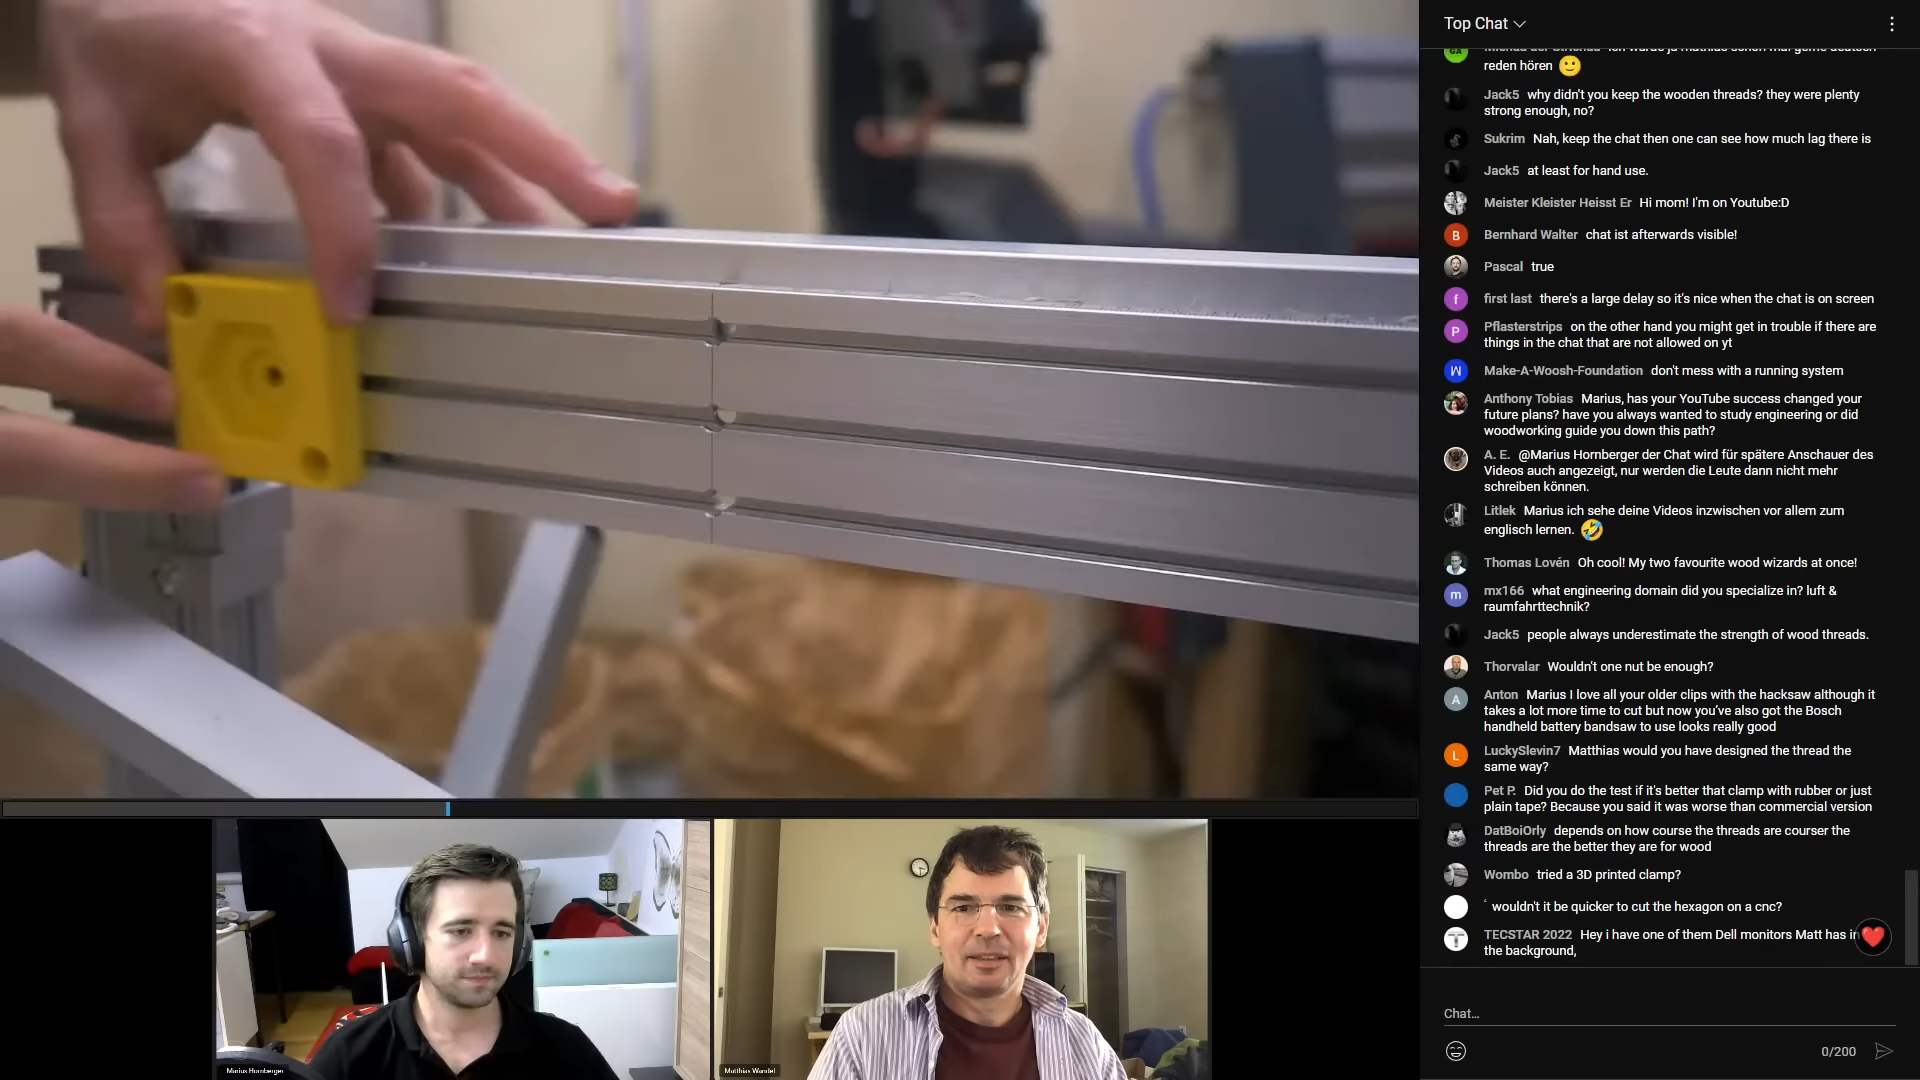 Top Chat
reden hören
Jack5 why didn't you keep the wooden threads? they were plenty
strong enough, no?
Sukrim Nah, keep the chat then one can see how much lag there is
Jack5 at least for hand use.
Meister Kleister Heisst Er Hi mom! I'm on Youtube:D
B
Bernhard Walter chat ist afterwards visible!
Pascal true
f
first last there's a large delay so it's nice when the chat is on screen
P
Pflasterstrips on the other hand you might get in trouble if there are
things in the chat that are not allowed on yt
Make-A-Woosh-Foundation don't mess with a running system
Anthony Tobias Marius, has your YouTube success changed your
future plans? have you always wanted to study engineering or did
woodworking guide you down this path?
A. E. @Marius Hornberger der Chat wird für spätere Anschauer des
Videos auch angezeigt, nur werden die Leute dann nicht mehr
schreiben können.
Litlek Marius ich sehe deine Videos inzwischen vor allem zum
englisch lernen. 🤣
Thomas Lovén Oh cool! My two favourite wood wizards at once!
m
mx166 what engineering domain did you specialize in? luft &
raumfahrttechnik?
Jack5 people always underestimate the strength of wood threads.
Thorvalar Wouldn't one nut be enough?
A
Anton Marius I love all your older clips with the hacksaw although it
takes a lot more time to cut but now you've also got the Bosch
handheld battery bandsaw to use looks really good
L
LuckySlevin7 Matthias would you have designed the thread the
same way?
Pet P. Did you do the test if it's better that clamp with rubber or just
plain tape? Because you said it was worse than commercial version
DatBoiOrly depends on how course the threads are courser the
threads are the better they are for wood
Wombo tried a 3D printed clamp?
wouldn't it be quicker to cut the hexagon on a cnc?
TECSTAR 2022 Hey i have one of them Dell monitors Matt has in
the background,
Chat...
0/200
Marius Hornberger
Matthias Wandel